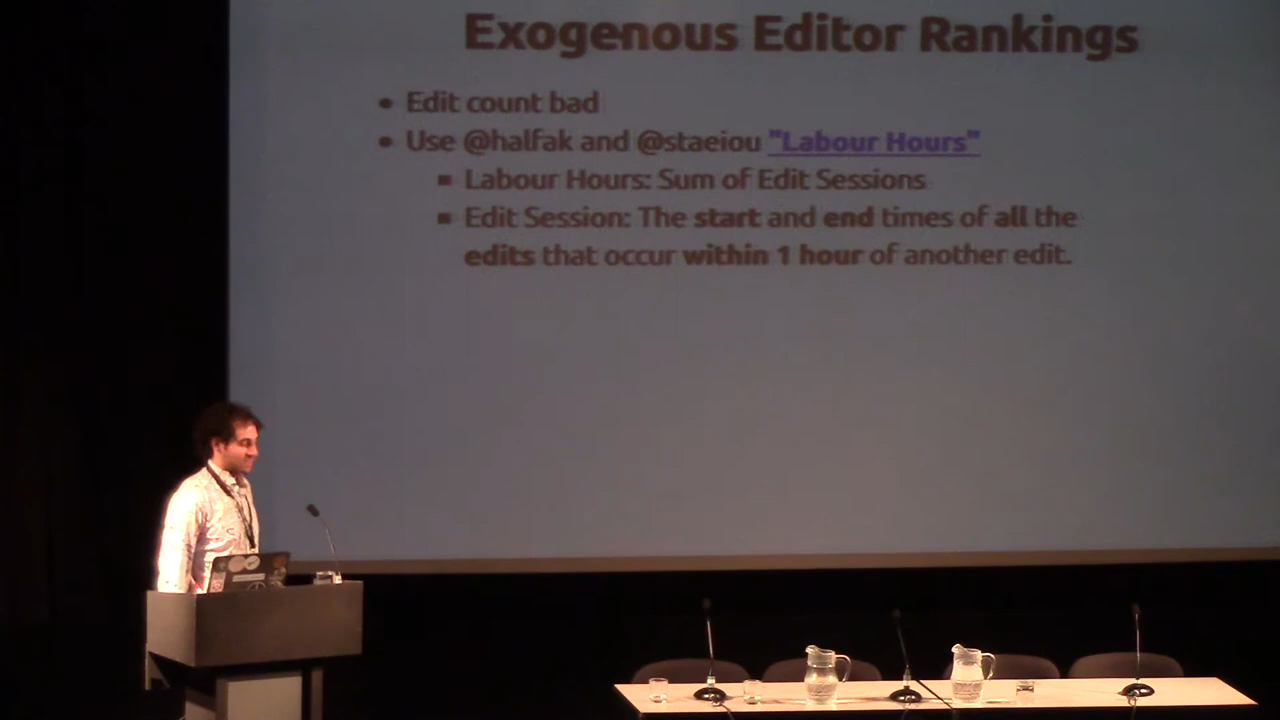 Exogenous Editor Rankings
• Edit count bad
• Use @halfak and @staeiou "Labour Hours"
▪ Labour Hours: Sum of Edit Sessions
▪ Edit Session: The start and end times of all the
edits that occur within 1 hour of another edit.